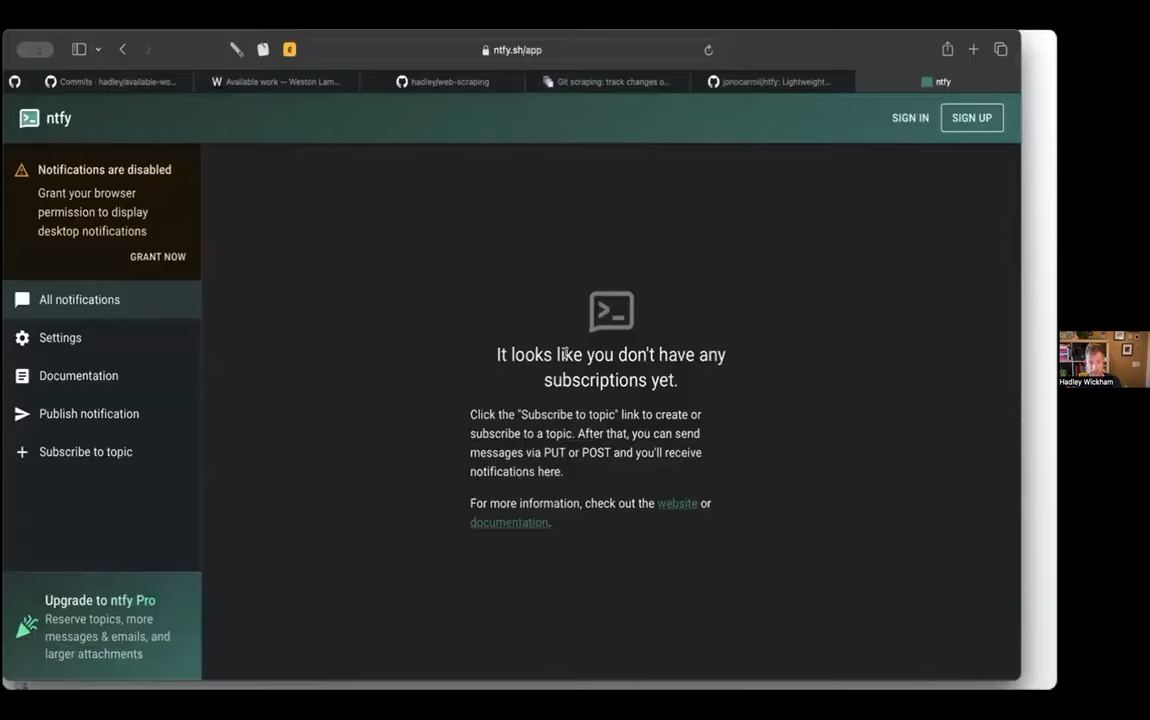 ntfy.sh/app
Commits · hadley/available-wo...
Available work — Weston Lam...
hadley/web-scraping
Git scraping: track changes o...
jonocarroll/ntfy: Lightweight...
ntfy
ntfy
SIGN IN
SIGN UP
Notifications are disabled
Grant your browser
permission to display
desktop notifications
GRANT NOW
All notifications
Settings
Documentation
Publish notification
Subscribe to topic
It looks like you don't have any
subscriptions yet.
Click the "Subscribe to topic" link to create or
subscribe to a topic. After that, you can send
messages via PUT or POST and you'll receive
notifications here.
For more information, check out the website or
documentation.
Upgrade to ntfy Pro
Reserve topics, more
messages & emails, and
larger attachments
Hadley Wickham